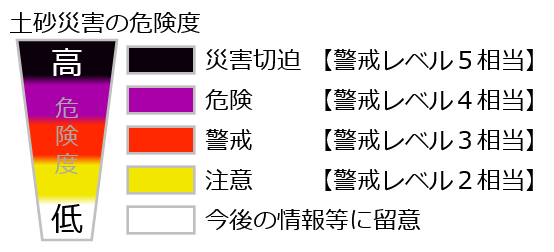 土砂災害の危険度
高
危険度
低
災害切迫 【警戒レベル5相当】
危険 【警戒レベル4相当】
警戒 【警戒レベル3相当】
注意 【警戒レベル2相当】
今後の情報等に留意